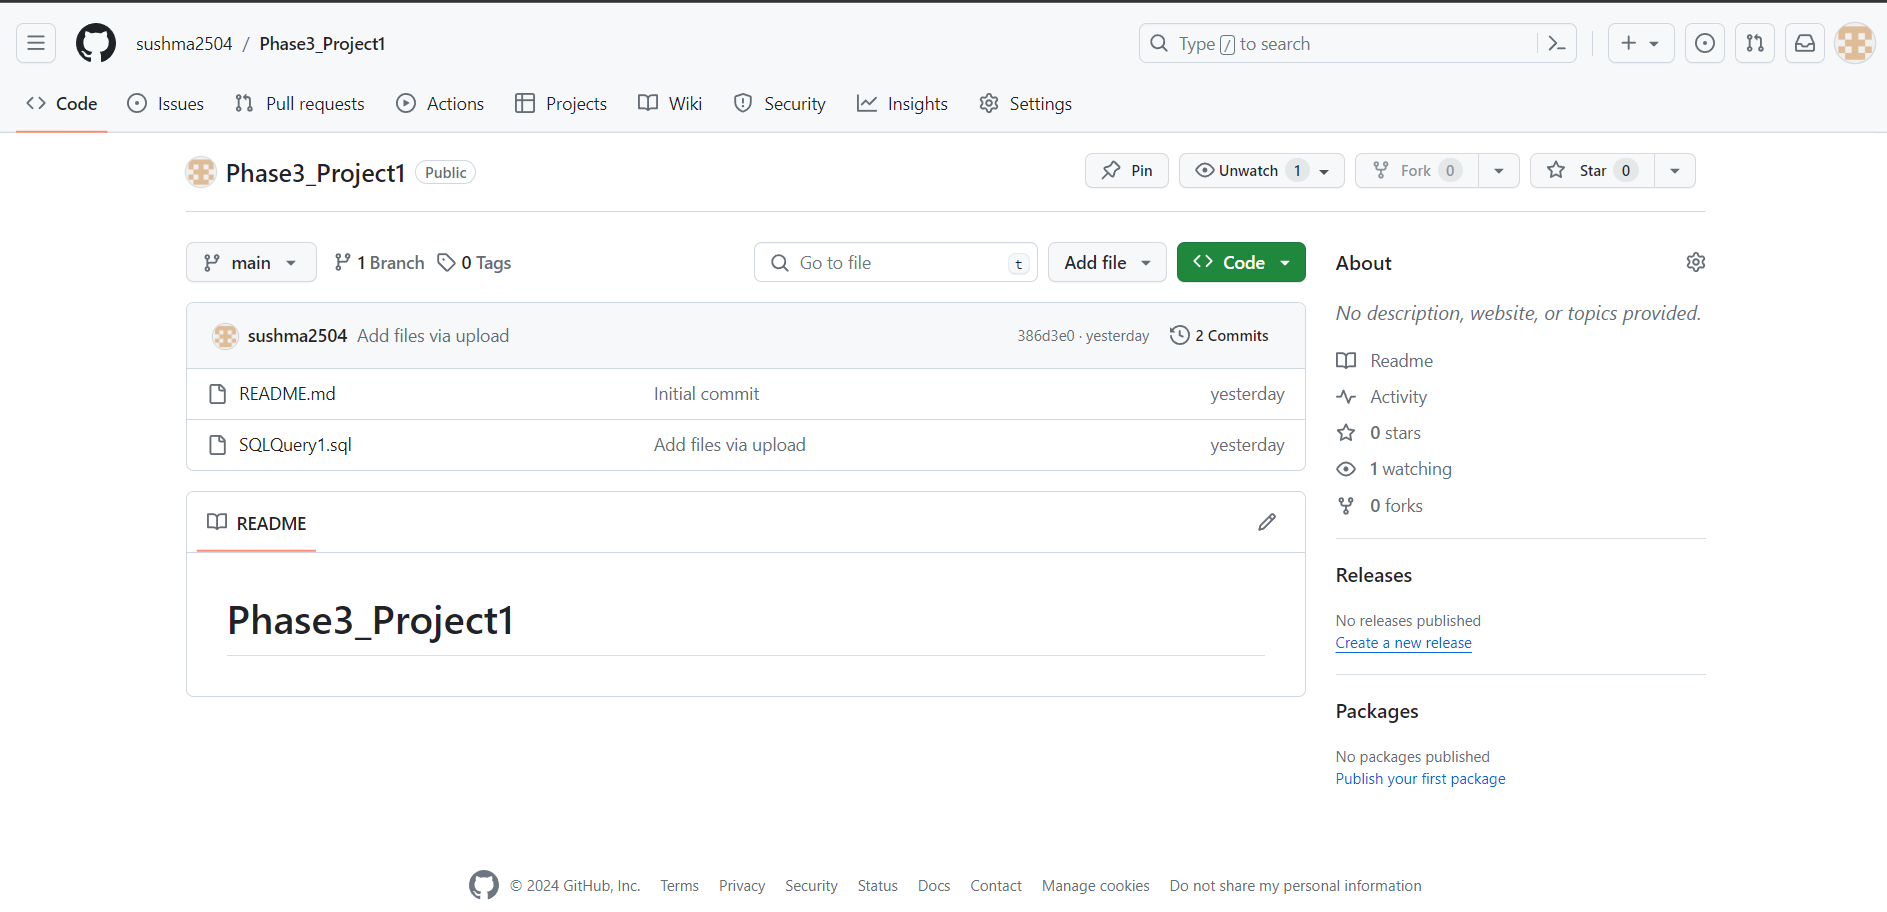 sushma2504 / Phase3_Project1
Type / to search
Code Issues Pull requests Actions Projects Wiki Security Insights Settings
Phase3_Project1 Public
Pin Unwatch 1 Fork 0 Star 0
main 1 Branch 0 Tags Go to file t Add file Code
sushma2504 Add files via upload 386d3e0 · yesterday 2 Commits
README.md Initial commit yesterday
SQLQuery1.sql Add files via upload yesterday
README
Phase3_Project1
About
No description, website, or topics provided.
Readme
Activity
0 stars
1 watching
0 forks
Releases
No releases published
Create a new release
Packages
No packages published
Publish your first package
© 2024 GitHub, Inc. Terms Privacy Security Status Docs Contact Manage cookies Do not share my personal information